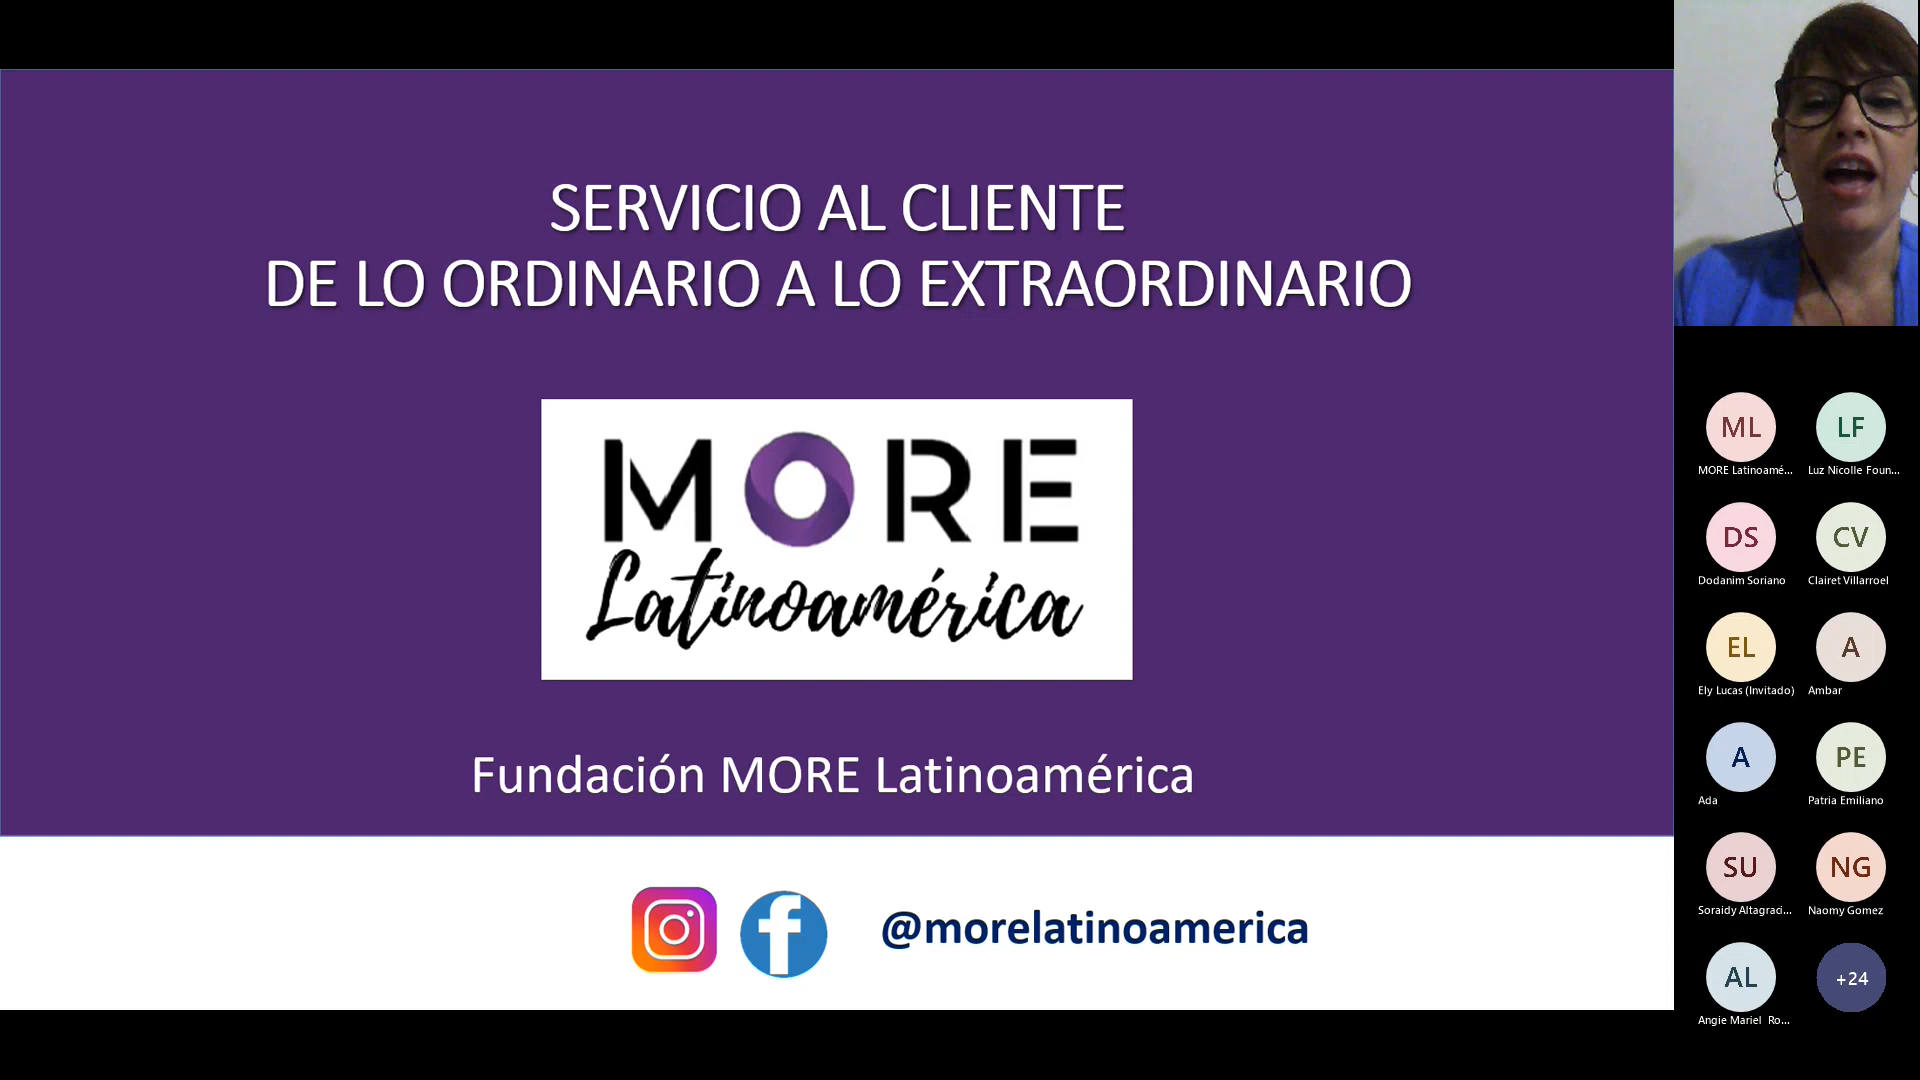 SERVICIO AL CLIENTE
DE LO ORDINARIO A LO EXTRAORDINARIO
MORE
Latinoamérica
Fundación MORE Latinoamérica
@morelatinoamerica
ML
LF
MORE Latinoamé...
Luz Nicolle Foun...
DS
CV
Dodanim Soriano
Clairet Villarroel
EL
A
Ely Lucas (Invitado)
Ambar
A
PE
Ada
Patria Emiliano
SU
NG
Soraidy Altagraci...
Naomy Gomez
AL
+24
Angie Mariel Ro...